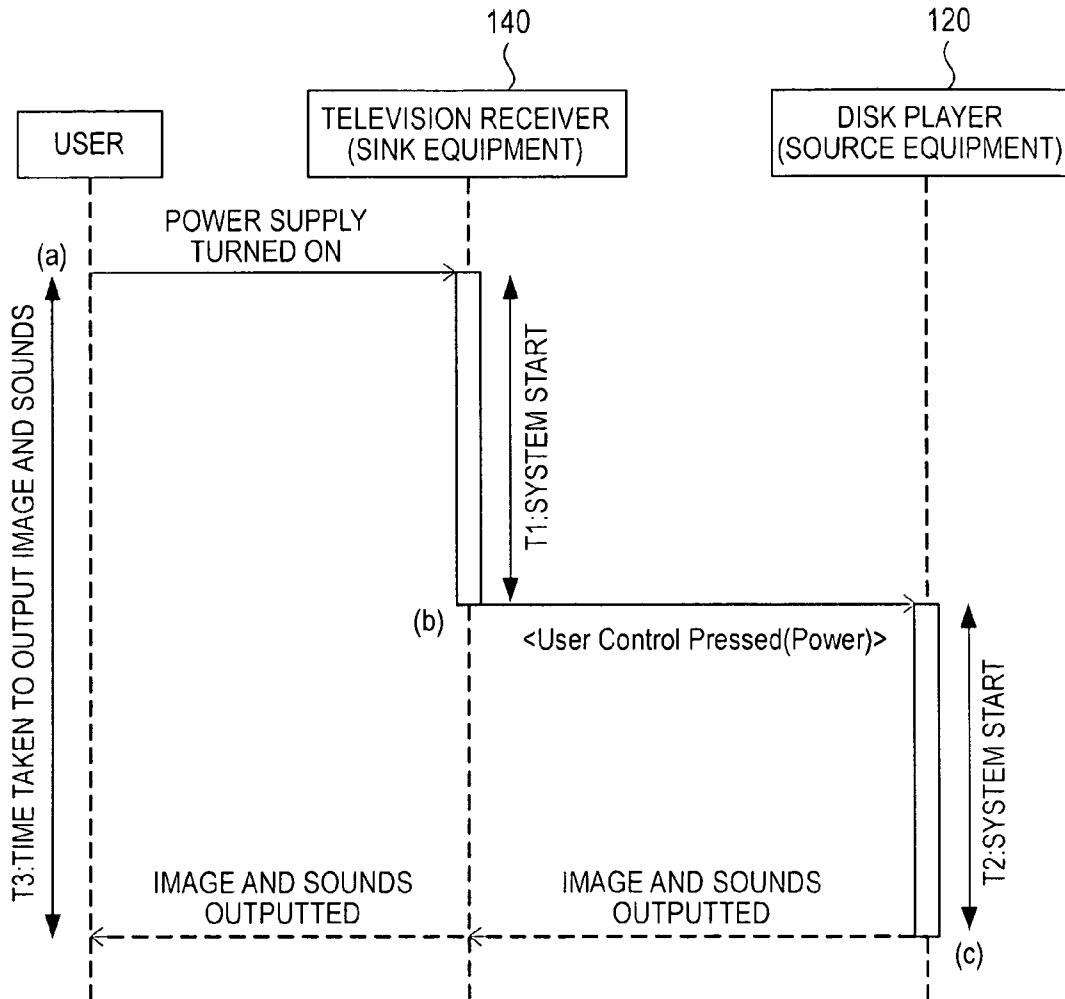 140
120
USER
TELEVISION RECEIVER
(SINK EQUIPMENT)
DISK PLAYER
(SOURCE EQUIPMENT)
POWER SUPPLY
TURNED ON
(a)
T3:TIME TAKEN TO OUTPUT IMAGE AND SOUNDS
T1:SYSTEM START
(b)
<User Control Pressed(Power)>
T2:SYSTEM START
IMAGE AND SOUNDS
OUTPUTTED
IMAGE AND SOUNDS
OUTPUTTED
(c)